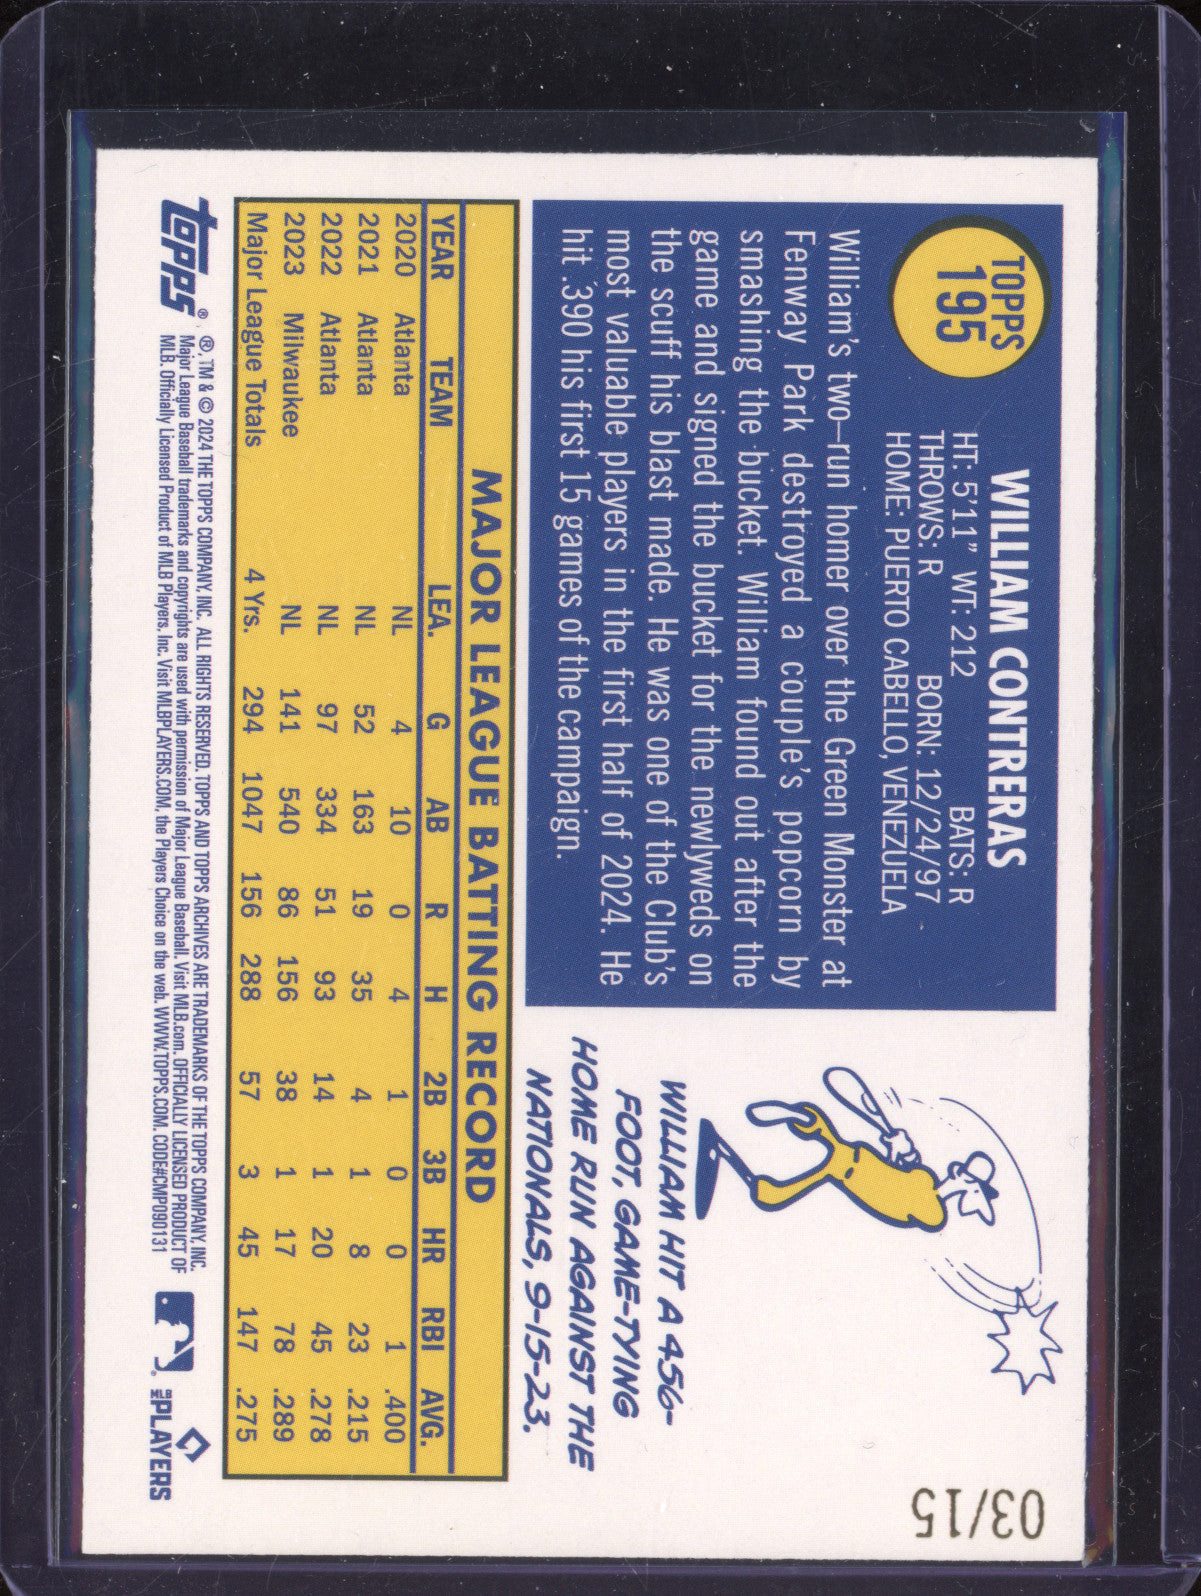 TOPPS
195
WILLIAM CONTRERAS
HT: 5'11" WT: 212 BATS: R
THROWS: R BORN: 12/24/97
HOME: PUERTO CABELLO, VENEZUELA
William's two-run homer over the Green Monster at
Fenway Park destroyed a couple's popcorn by
smashing the bucket. William found out after the
game and signed the bucket for the newlyweds on
the scuff his blast made. He was one of the Club's
most valuable players in the first half of 2024. He
hit .390 his first 15 games of the campaign.
WILLIAM HIT A 456-
FOOT, GAME-TYING
HOME RUN AGAINST THE
NATIONALS, 9-15-23.
03/15
MAJOR LEAGUE BATTING RECORD
YEAR TEAM LEA. G AB R H 2B 3B HR RBI AVG.
2020 Atlanta NL 4 10 0 4 1 0 0 1 .400
2021 Atlanta NL 52 163 19 35 4 1 8 23 .215
2022 Atlanta NL 97 334 51 93 14 1 20 45 .278
2023 Milwaukee NL 141 540 86 156 38 1 17 78 .289
Major League Totals 4 Yrs. 294 1047 156 288 57 3 45 147 .275
topps®
®, TM & © 2024 THE TOPPS COMPANY, INC. ALL RIGHTS RESERVED. TOPPS AND TOPPS ARCHIVES ARE TRADEMARKS OF THE TOPPS COMPANY, INC.
Major League Baseball trademarks and copyrights are used with permission of Major League Baseball. Visit MLB.com. OFFICIALLY LICENSED PRODUCT OF
MLB. Officially Licensed Product of MLB Players, Inc. Visit MLBPLAYERS.COM, the Players Choice on the web. WWW.TOPPS.COM. CODE#CMP090131
MLB PLAYERS